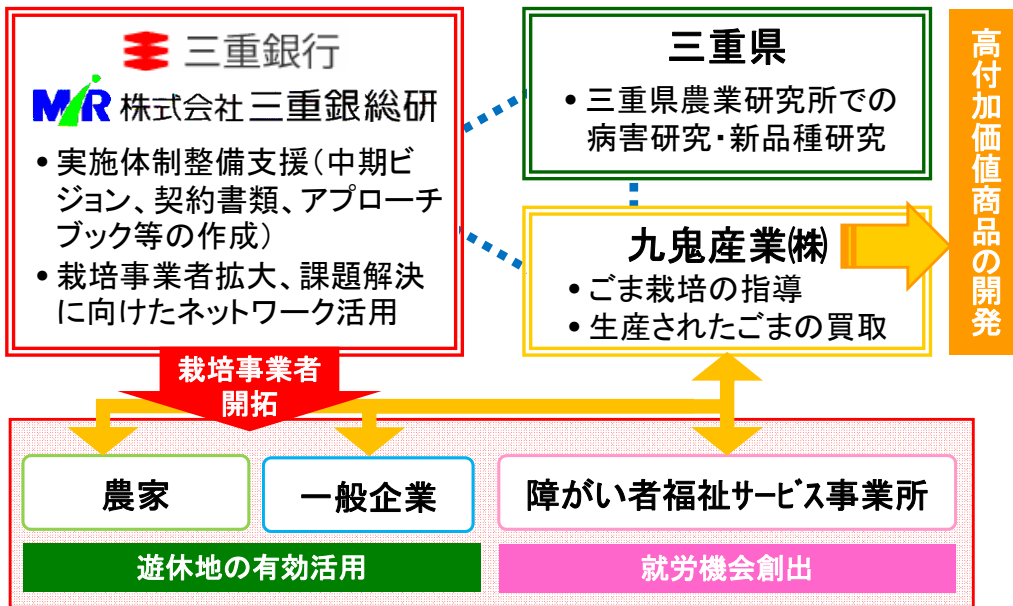 三重銀行
MiR 株式会社三重銀総研
• 実施体制整備支援(中期ビ
ジョン、契約書類、アプローチ
ブック等の作成)
• 栽培事業者拡大、課題解決
に向けたネットワーク活用
三重県
• 三重県農業研究所での
病害研究・新品種研究
九鬼産業㈱
• ごま栽培の指導
• 生産されたごまの買取
高付加価値商品の開発
栽培事業者
開拓
農家
一般企業
障がい者福祉サービス事業所
遊休地の有効活用
就労機会創出